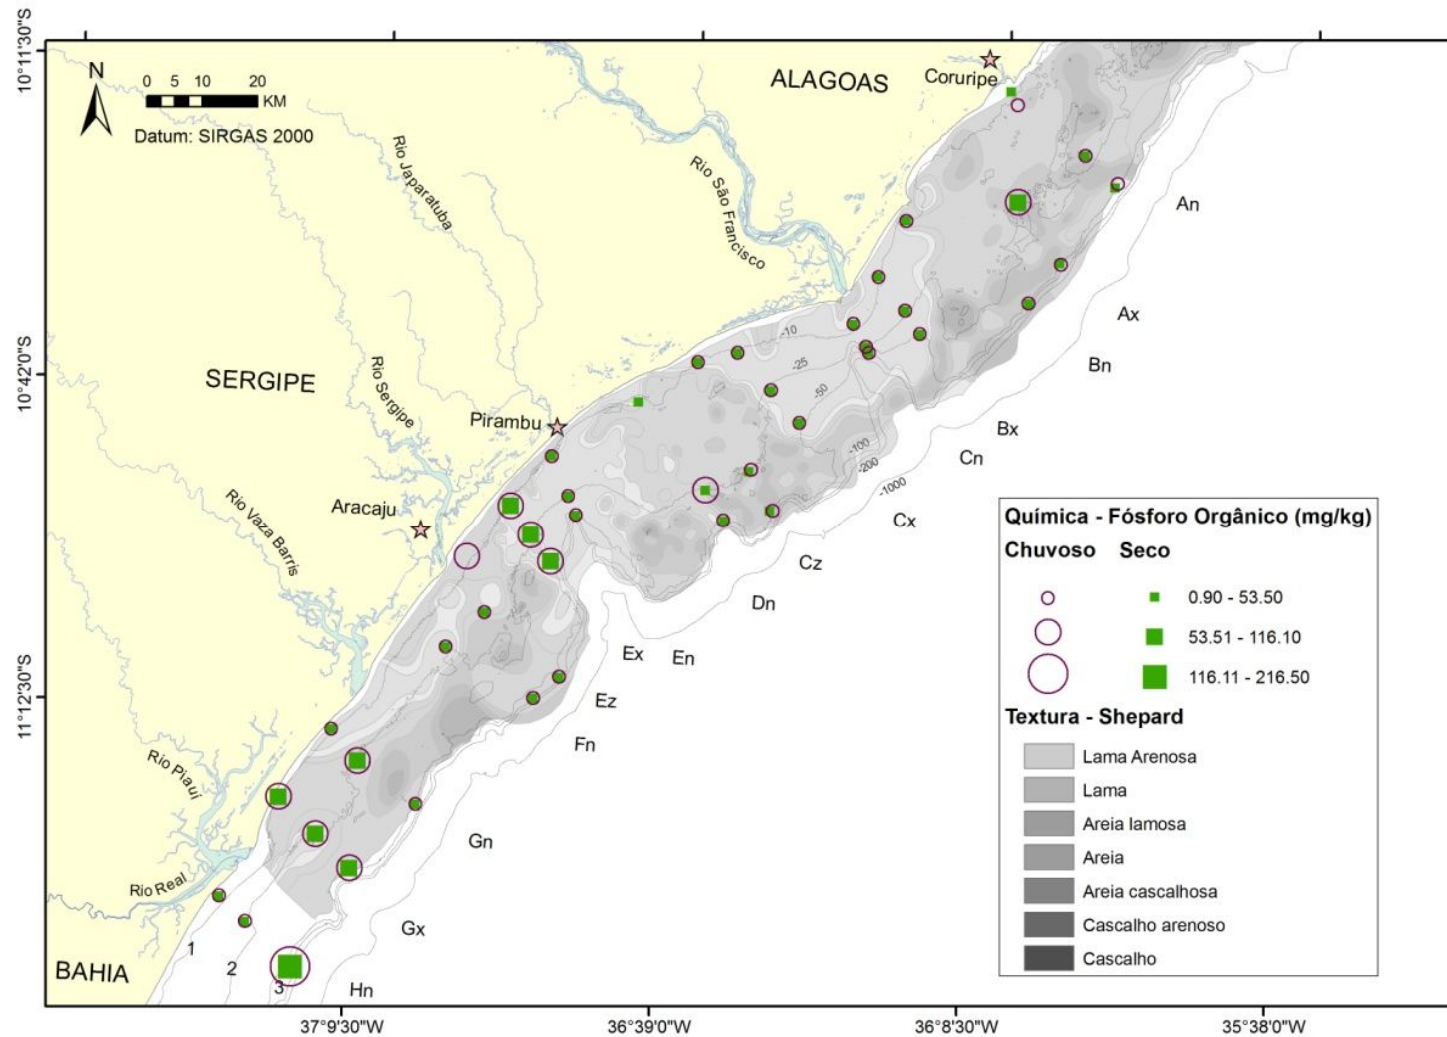 10°11'30"S
10°42'0"S
11°12'30"S
N
0 5 10 20
KM
Datum: SIRGAS 2000
ALAGOAS
Coruripe
Rio Japaratuba
Rio São Francisco
SERGIPE
Rio Sergipe
Pirambu
Aracaju
Rio Vaza Barris
Rio Piauí
Rio Real
BAHIA
-10
-25
-50
-100
-200
-1000
An
Ax
Bn
Bx
Cn
Cx
Cz
Dn
En
Ex
Ez
Fn
Gn
Gx
Hn
1
2
3
Química - Fósforo Orgânico (mg/kg)
Chuvoso Seco
0.90 - 53.50
53.51 - 116.10
116.11 - 216.50
Textura - Shepard
Lama Arenosa
Lama
Areia lamosa
Areia
Areia cascalhosa
Cascalho arenoso
Cascalho
37°9'30"W 36°39'0"W 36°8'30"W 35°38'0"W